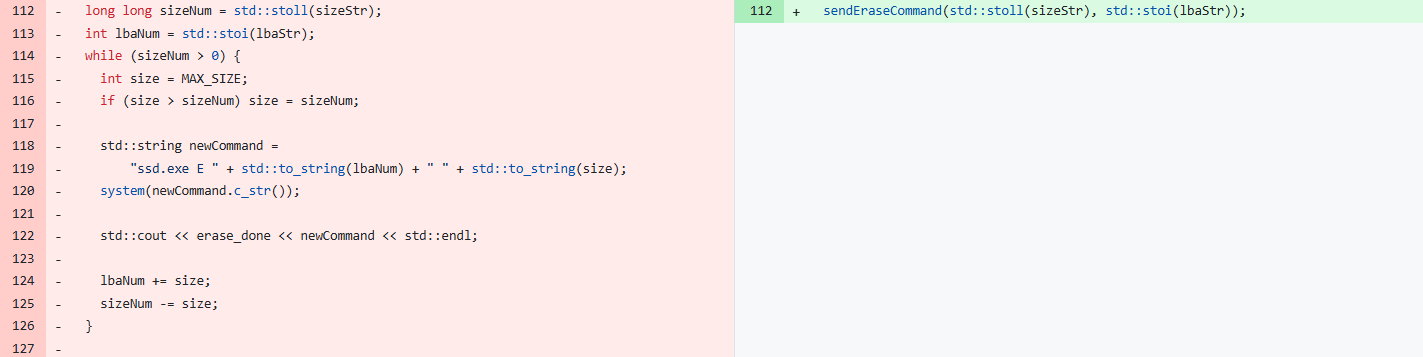 112 - long long sizeNum = std::stoll(sizeStr);
113 - int lbaNum = std::stoi(lbaStr);
114 - while (sizeNum > 0) {
115 - int size = MAX_SIZE;
116 - if (size > sizeNum) size = sizeNum;
117 -
118 - std::string newCommand =
119 - "ssd.exe E " + std::to_string(lbaNum) + " " + std::to_string(size);
120 - system(newCommand.c_str());
121 -
122 - std::cout << erase_done << newCommand << std::endl;
123 -
124 - lbaNum += size;
125 - sizeNum -= size;
126 - }
127 -
112 + sendEraseCommand(std::stoll(sizeStr), std::stoi(lbaStr));